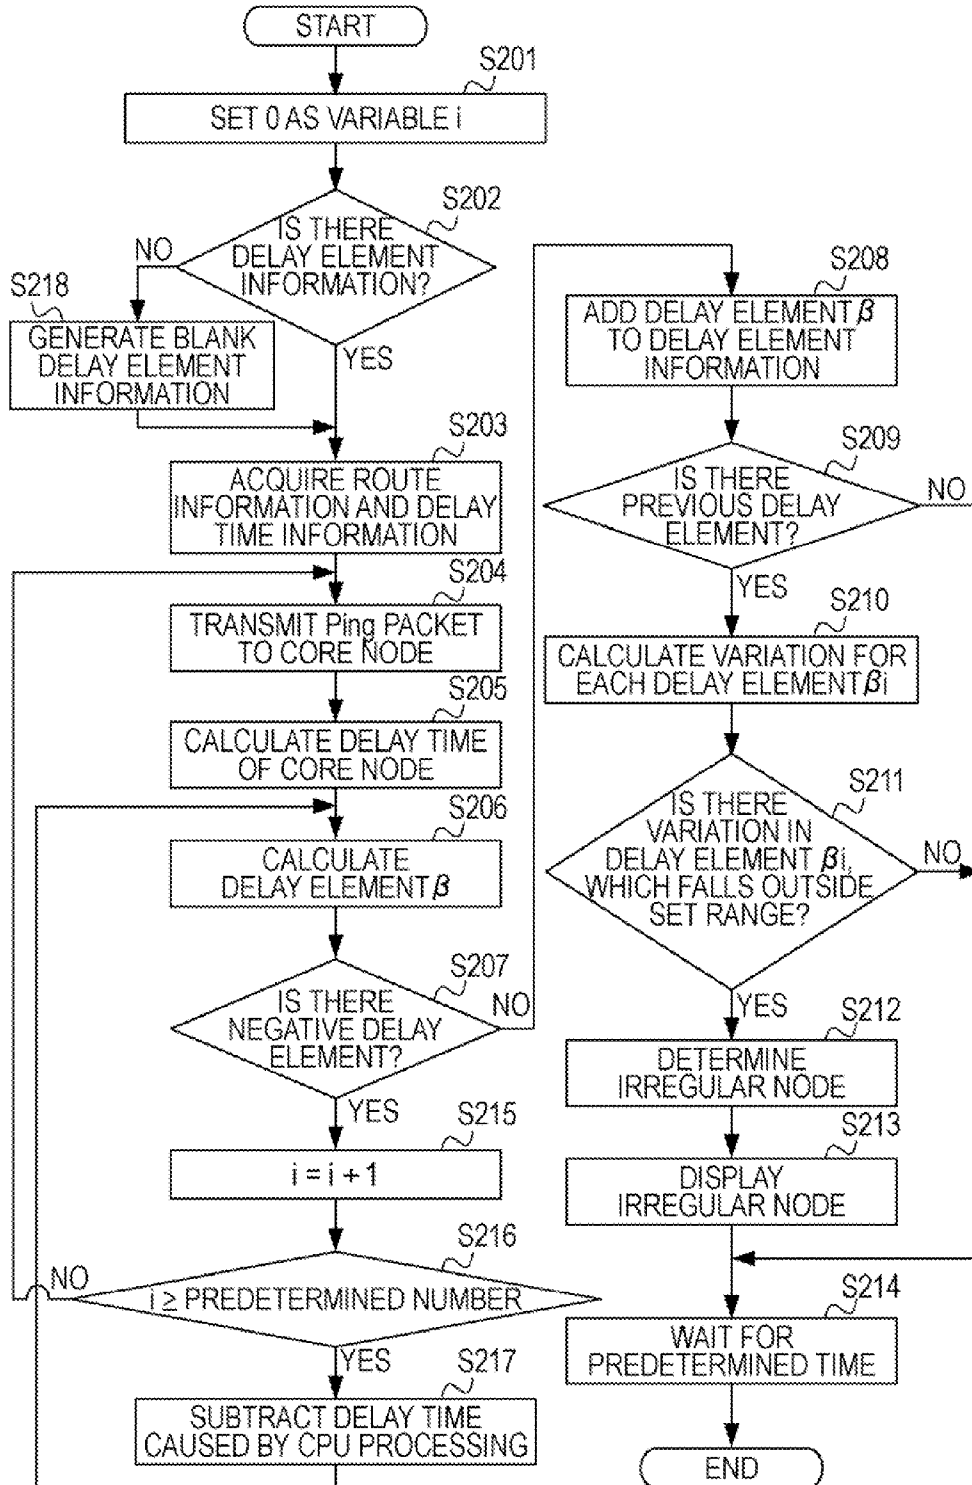 START
S201
SET 0 AS VARIABLE i
S202
IS THERE
DELAY ELEMENT
INFORMATION?
NO
YES
S218
GENERATE BLANK
DELAY ELEMENT
INFORMATION
S203
ACQUIRE ROUTE
INFORMATION AND DELAY
TIME INFORMATION
S204
TRANSMIT Ping PACKET
TO CORE NODE
S205
CALCULATE DELAY TIME
OF CORE NODE
S206
CALCULATE
DELAY ELEMENT β
S207
IS THERE
NEGATIVE DELAY
ELEMENT?
NO
YES
S215
i = i + 1
S216
i ≥ PREDETERMINED NUMBER
NO
YES
S217
SUBTRACT DELAY TIME
CAUSED BY CPU PROCESSING
S208
ADD DELAY ELEMENT β
TO DELAY ELEMENT
INFORMATION
S209
IS THERE
PREVIOUS DELAY
ELEMENT?
NO
YES
S210
CALCULATE VARIATION FOR
EACH DELAY ELEMENT βi
S211
IS THERE
VARIATION IN
DELAY ELEMENT βi,
WHICH FALLS OUTSIDE
SET RANGE?
NO
YES
S212
DETERMINE
IRREGULAR NODE
S213
DISPLAY
IRREGULAR NODE
S214
WAIT FOR
PREDETERMINED TIME
END